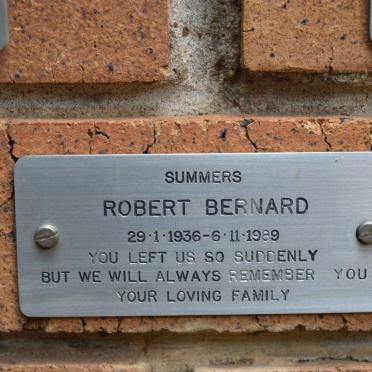 SUMMERS
ROBERT BERNARD
29·1·1936-6·11·1989
YOU LEFT US SO SUDDENLY
BUT WE WILL ALWAYS REMEMBER YOU
YOUR LOVING FAMILY